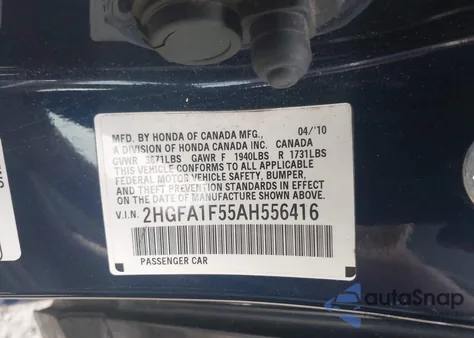 MFD. BY HONDA OF CANADA MFG., 04/'10
A DIVISION OF HONDA CANADA INC. CANADA
GVWR 3671LBS GAWR F 1940LBS R 1731LBS
THIS VEHICLE CONFORMS TO ALL APPLICABLE
FEDERAL MOTOR VEHICLE SAFETY, BUMPER,
AND THEFT PREVENTION STANDARDS IN EFFECT
ON THE DATE OF MANUFACTURE SHOWN ABOVE.
V.I.N. 2HGFA1F55AH556416
PASSENGER CAR
autoSnap